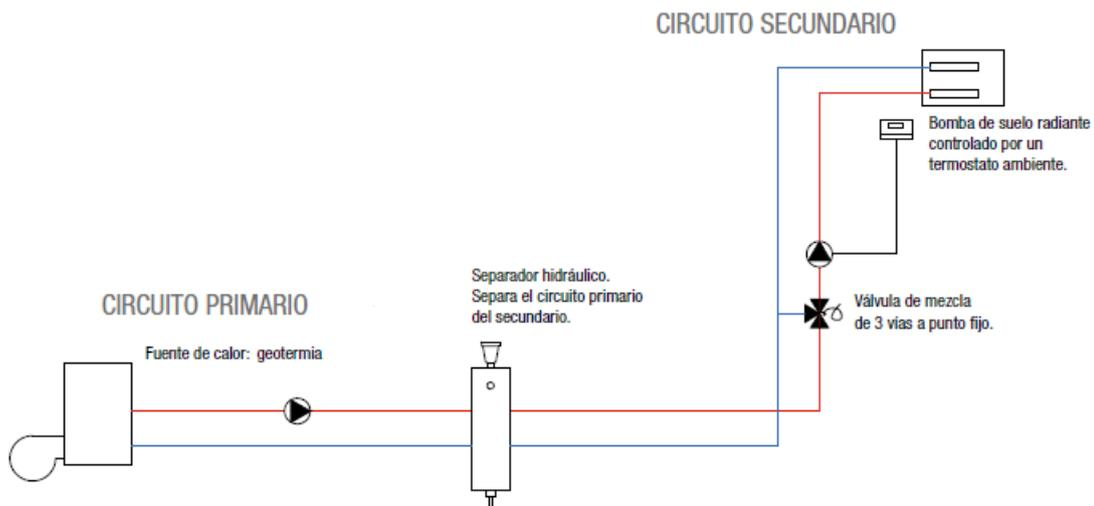 CIRCUITO SECUNDARIO
Bomba de suelo radiante
controlado por un
termostato ambiente.
Separador hidráulico.
Separa el circuito primario
del secundario.
CIRCUITO PRIMARIO
Válvula de mezcla
de 3 vías a punto fijo.
Fuente de calor: geotermia